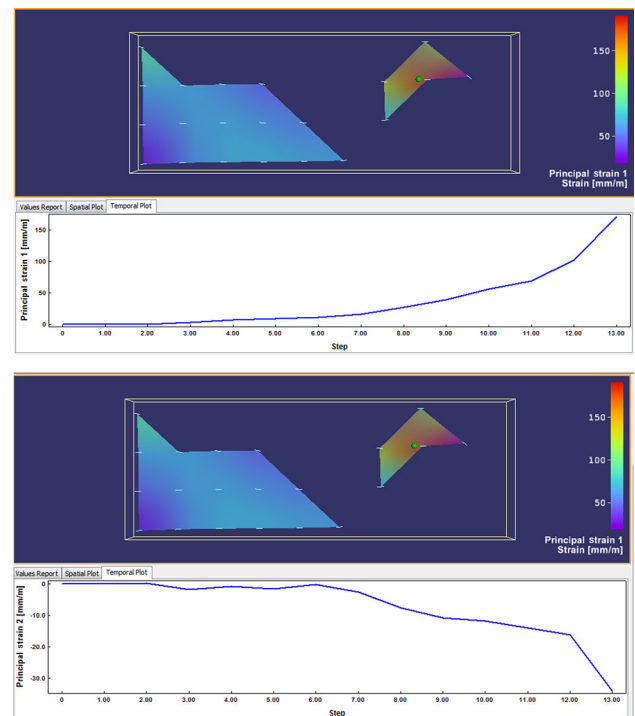 150
100
50
Principal strain 1
Strain [mm/m]
Values Report Spatial Plot Temporal Plot
Principal strain 1 [mm/m]
150
100
50
0
0 1.00 2.00 3.00 4.00 5.00 6.00 7.00 8.00 9.00 10.00 11.00 12.00 13.00
Step
150
100
50
Principal strain 1
Strain [mm/m]
Values Report Spatial Plot Temporal Plot
Principal strain 2 [mm/m]
0
-10.0
-20.0
-30.0
0 1.00 2.00 3.00 4.00 5.00 6.00 7.00 8.00 9.00 10.00 11.00 12.00 13.00
Step